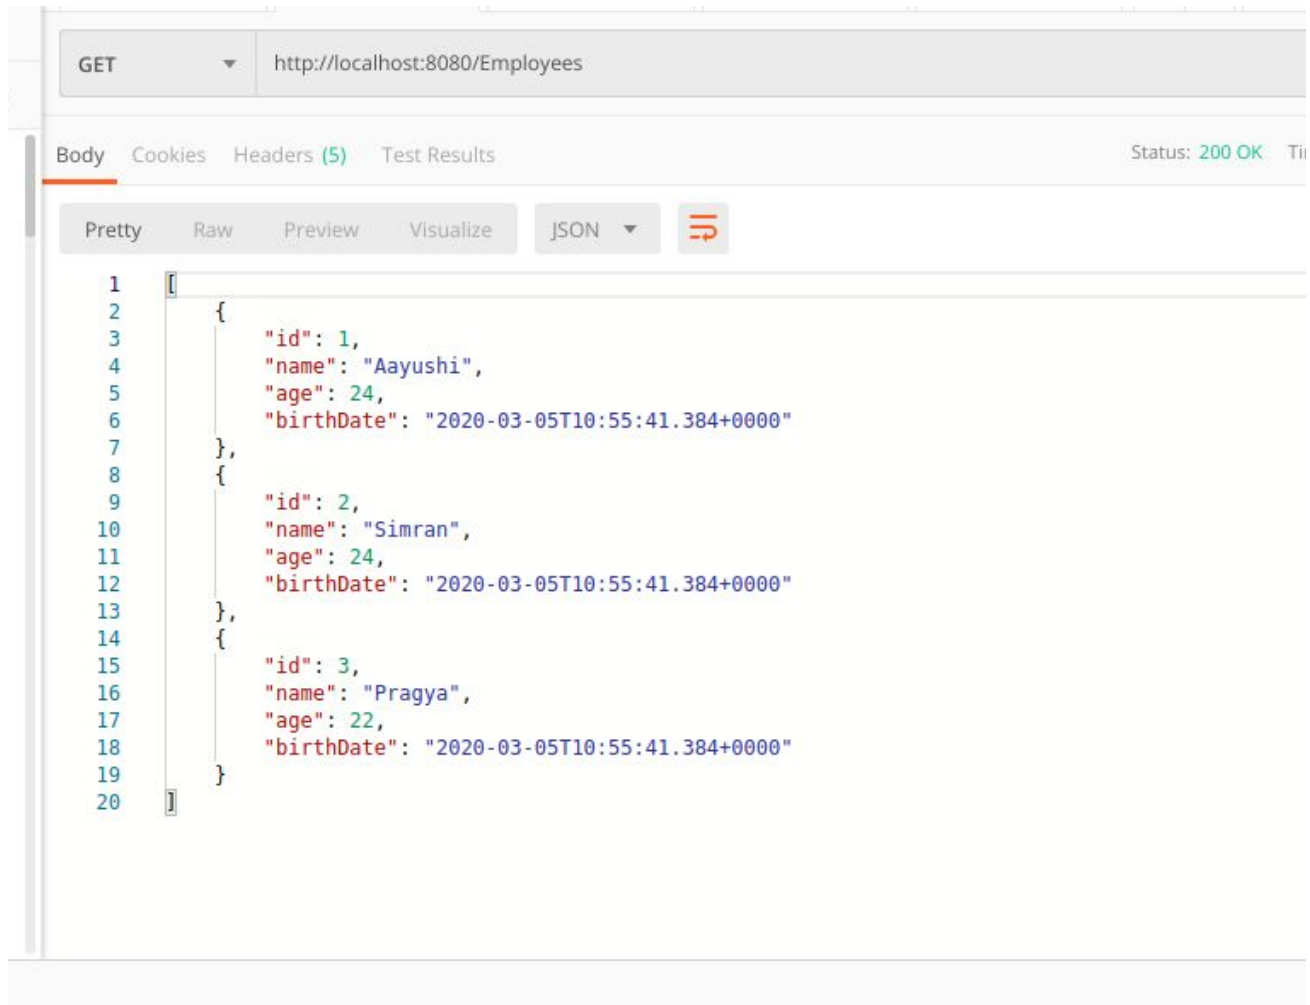 GET http://localhost:8080/Employees
Body Cookies Headers (5) Test Results Status: 200 OK
Pretty Raw Preview Visualize JSON
1 [
2 {
3 "id": 1,
4 "name": "Aayushi",
5 "age": 24,
6 "birthDate": "2020-03-05T10:55:41.384+0000"
7 },
8 {
9 "id": 2,
10 "name": "Simran",
11 "age": 24,
12 "birthDate": "2020-03-05T10:55:41.384+0000"
13 },
14 {
15 "id": 3,
16 "name": "Pragya",
17 "age": 22,
18 "birthDate": "2020-03-05T10:55:41.384+0000"
19 }
20 ]